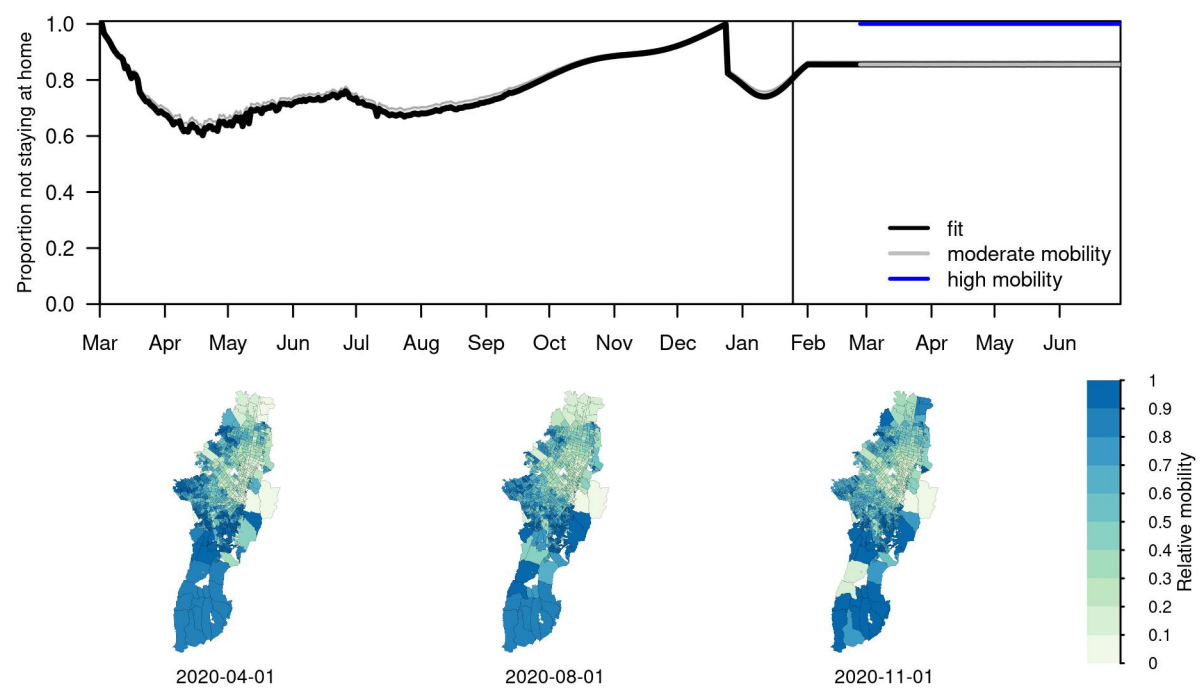 Proportion not staying at home
1.0
0.8
0.6
0.4
0.2
0.0
fit
moderate mobility
high mobility
Mar Apr May Jun Jul Aug Sep Oct Nov Dec Jan Feb Mar Apr May Jun
1
0.9
0.8
0.7
0.6
0.5
0.4
0.3
0.2
0.1
0
Relative mobility
2020-04-01 2020-08-01 2020-11-01